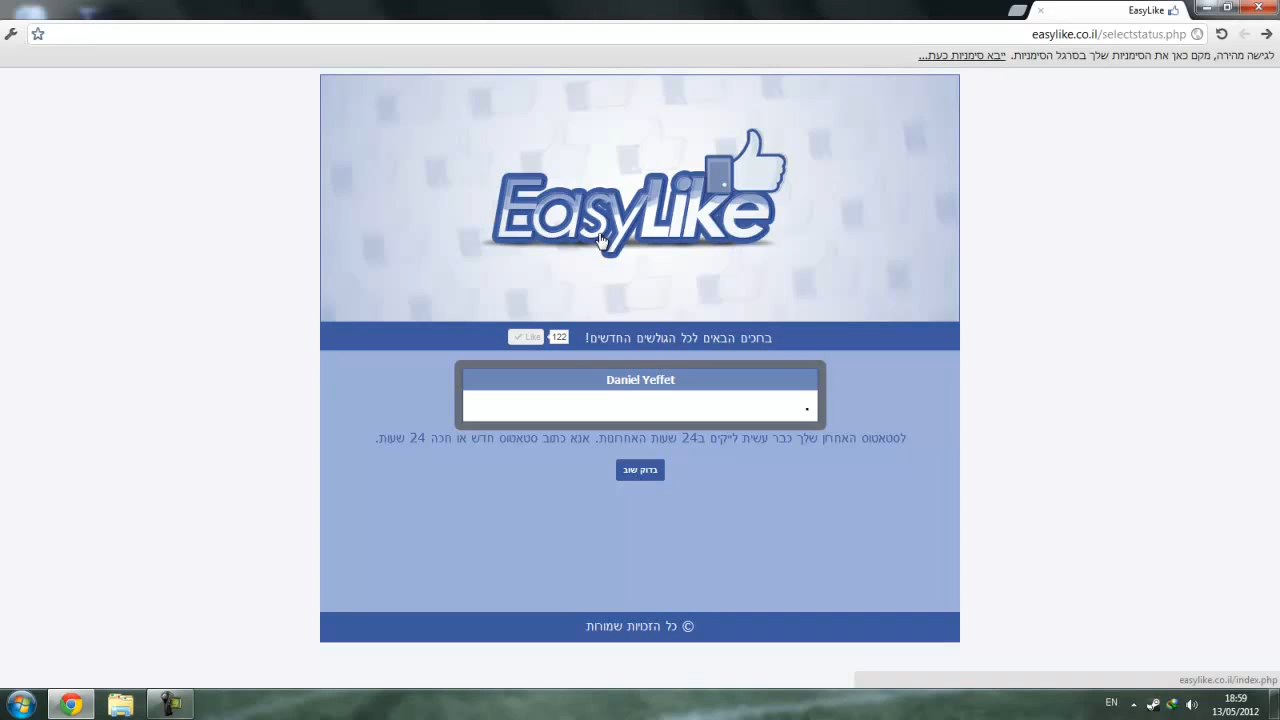 EasyLike
easylike.co.il/selectstatus.php
לגישה מהירה, מקם כאן את הסימניות שלך בסרגל הסימניות. ייבא סימניות כעת...
EasyLike
ברוכים הבאים לכל הגולשים החדשים!
122
Like
Daniel Yeffet
.
לסטאטוס האחרון שלך כבר עשית לייקים ב24 שעות האחרונות. אנא כתוב סטאטוס חדש או חכה 24 שעות.
בדוק שוב
© כל הזכויות שמורות
easylike.co.il/index.php
EN
18:59
13/05/2012